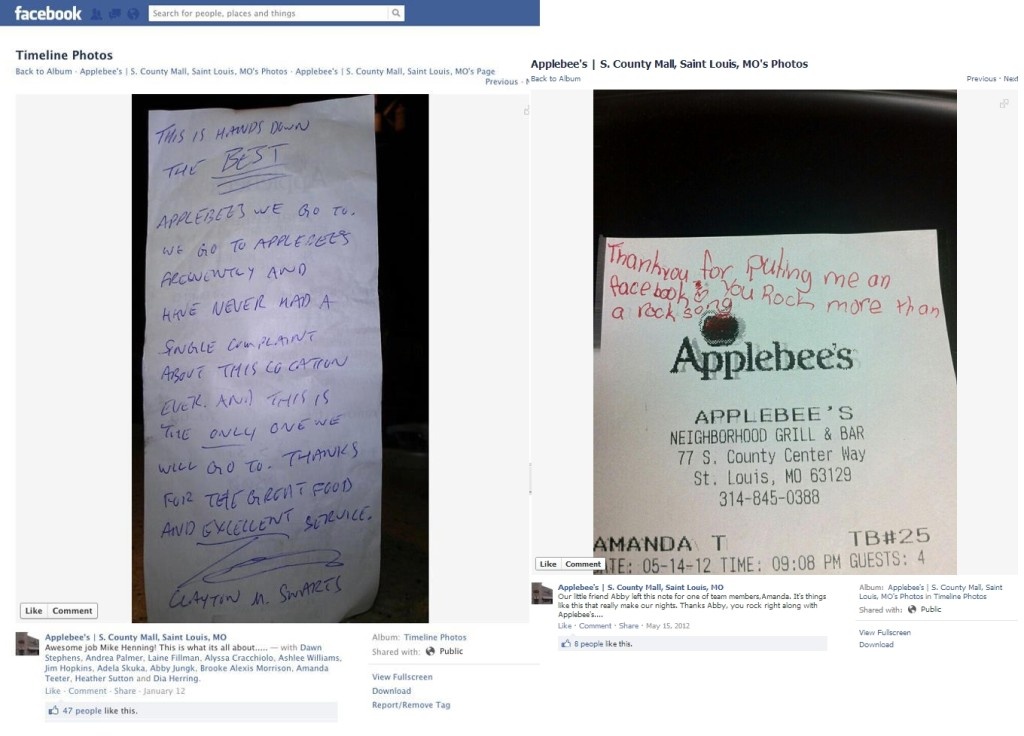 facebook
Search for people, places and things
Timeline Photos
Back to Album · Applebee's | S. County Mall, Saint Louis, MO's Photos · Applebee's | S. County Mall, Saint Louis, MO's Page
Previous ·
THIS IS HANDS DOWN
THE BEST
APPLEBEES WE GO TO.
WE GO TO APPLEBEES
FREQUENTLY AND
HAVE NEVER HAD A
SINGLE COMPLAINT
ABOUT THIS LOCATION
EVER. AND THIS IS
THE ONLY ONE WE
WILL GO TO. THANKS
FOR THE GREAT FOOD
AND EXCELLENT SERVICE.
CLAYTON M. SWARTS
Like Comment
Applebee's | S. County Mall, Saint Louis, MO
Awesome job Mike Henning! This is what its all about..... — with Dawn
Stephens, Andrea Palmer, Laine Fillman, Alyssa Cracchiolo, Ashlee Williams,
Jim Hopkins, Adela Skuka, Abby Jungk, Brooke Alexis Morrison, Amanda
Teeter, Heather Sutton and Dia Herring.
Like · Comment · Share · January 12
47 people like this.
Album: Timeline Photos
Shared with: Public
View Fullscreen
Download
Report/Remove Tag
Applebee's | S. County Mall, Saint Louis, MO's Photos
Back to Album
Previous · Next
Thankyou for puting me on
facebook You Rock more than
a rock song
Applebee's
APPLEBEE'S
NEIGHBORHOOD GRILL & BAR
77 S. County Center Way
St. Louis, MO 63129
314-845-0388
AMANDA T TB#25
ATE: 05-14-12 TIME: 09:08 PM GUESTS: 4
Like Comment
Applebee's | S. County Mall, Saint Louis, MO
Our little friend Abby left this note for one of team members,Amanda. It's things
like this that really make our nights. Thanks Abby, you rock right along with
Applebee's....
Like · Comment · Share · May 15, 2012
8 people like this.
Album: Applebee's | S. County Mall, Saint
Louis, MO's Photos in Timeline Photos
Shared with: Public
View Fullscreen
Download